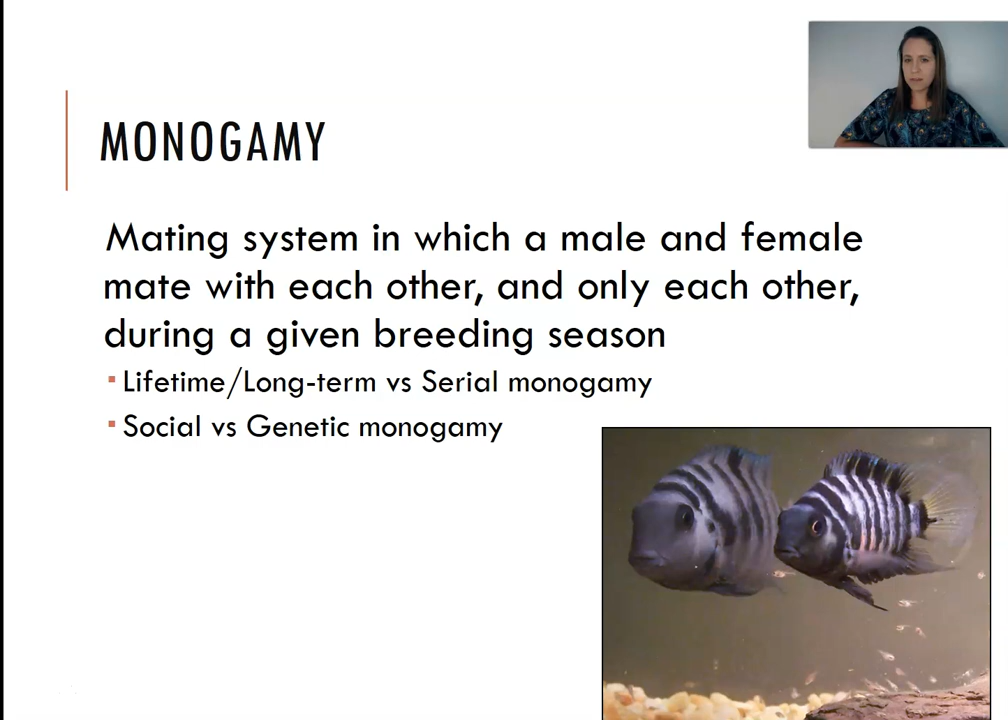 MONOGAMY
Mating system in which a male and female
mate with each other, and only each other,
during a given breeding season
Lifetime/Long-term vs Serial monogamy
Social vs Genetic monogamy